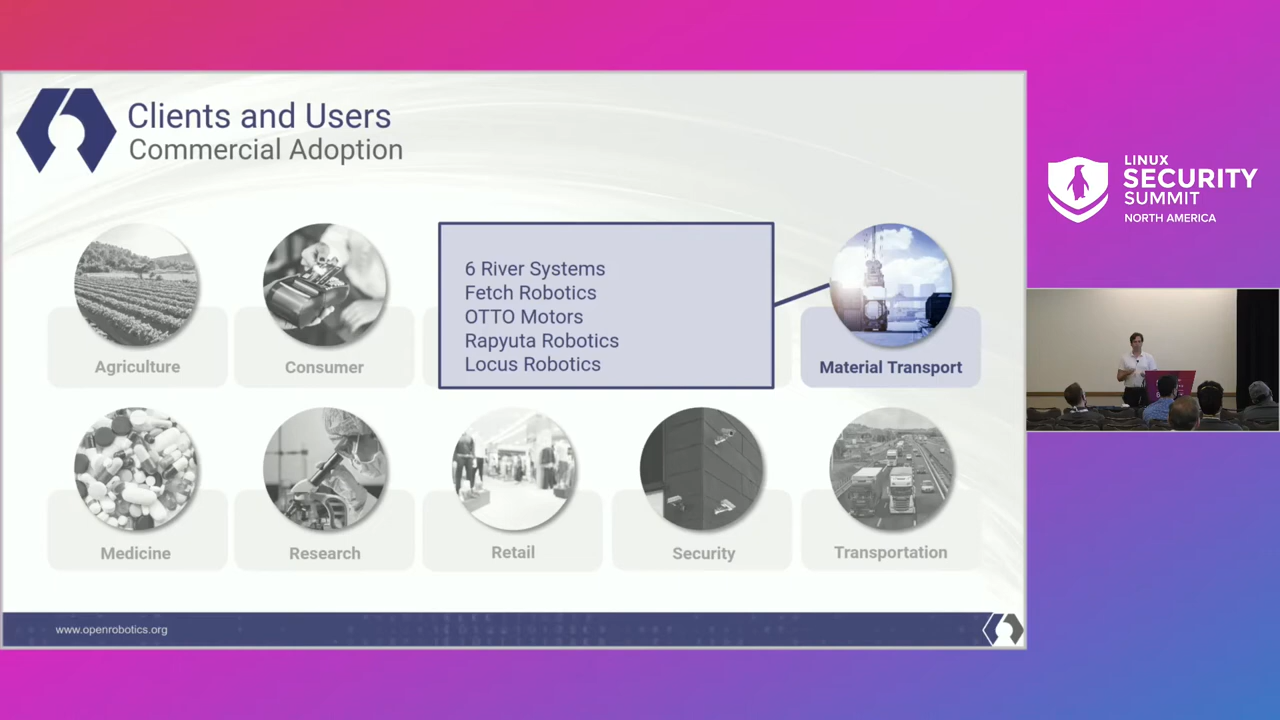 Clients and Users
Commercial Adoption
6 River Systems
Fetch Robotics
OTTO Motors
Rapyuta Robotics
Locus Robotics
Agriculture
Consumer
Material Transport
Medicine
Research
Retail
Security
Transportation
www.openrobotics.org
LINUX
SECURITY
SUMMIT
NORTH AMERICA